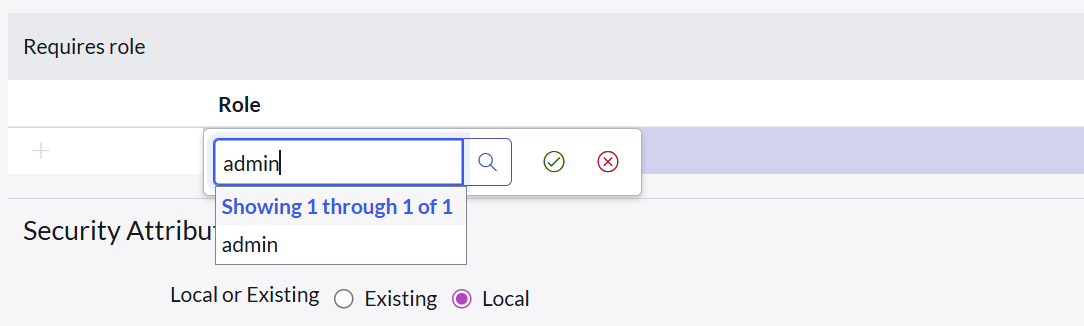 Requires role
Role
admin
Showing 1 through 1 of 1
admin
Security Attribu
Local or Existing Existing Local